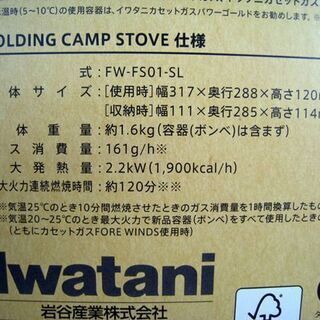 温時(5~10℃)の使用容器は、イワタニカセットガスパワーゴールドをお勧めします。
OLDING CAMP STOVE 仕様
式：FW-FS01-SL
体サイズ：[使用時]幅317×奥行288×高さ120m
[収納時]幅111×奥行285×高さ114m
体重量：約1.6kg(容器(ボンベ)は含まず)
ス消費量：161g/h※
大発熱量：2.2kW(1,900kcal/h)
大火力連続燃焼時間：約120分※※
※気温25℃のとき10分間燃焼させたときのガス消費量を1時間換算したもの
※気温20~25℃のとき最大火力で新品容器(ボンベ)をすべて使用したとき
(ともにカセットガスFORE WINDS使用時)
Iwatani
岩谷産業株式会社
FSC